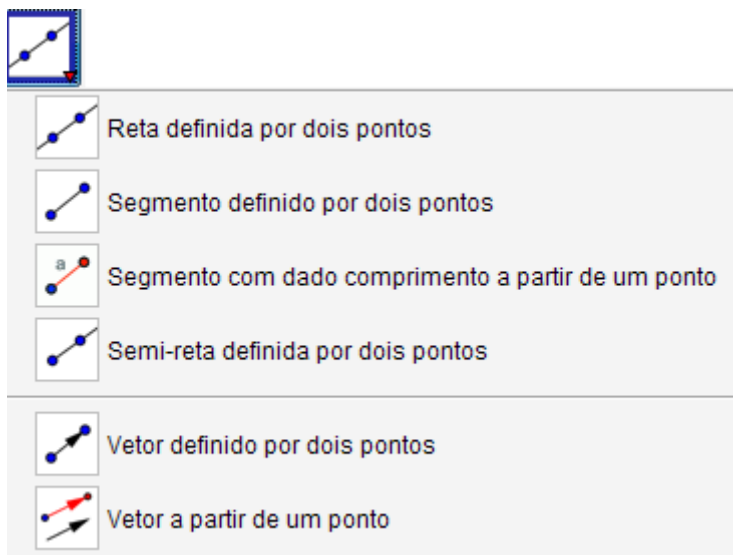 Reta definida por dois pontos
Segmento definido por dois pontos
a
Segmento com dado comprimento a partir de um ponto
Semi-reta definida por dois pontos
Vetor definido por dois pontos
Vetor a partir de um ponto